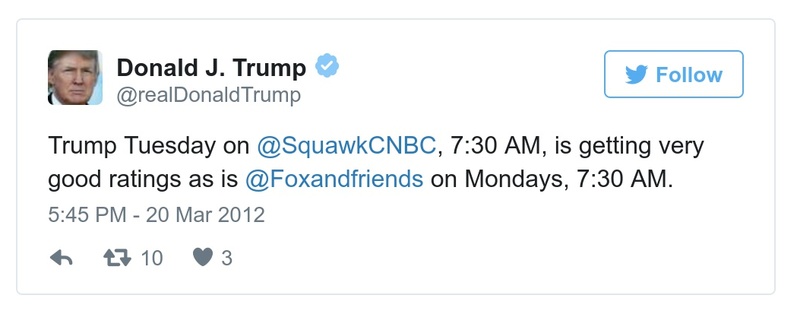 Donald J. Trump
@realDonaldTrump
Follow
Trump Tuesday on @SquawkCNBC, 7:30 AM, is getting very
good ratings as is @Foxandfriends on Mondays, 7:30 AM.
5:45 PM - 20 Mar 2012
10 3